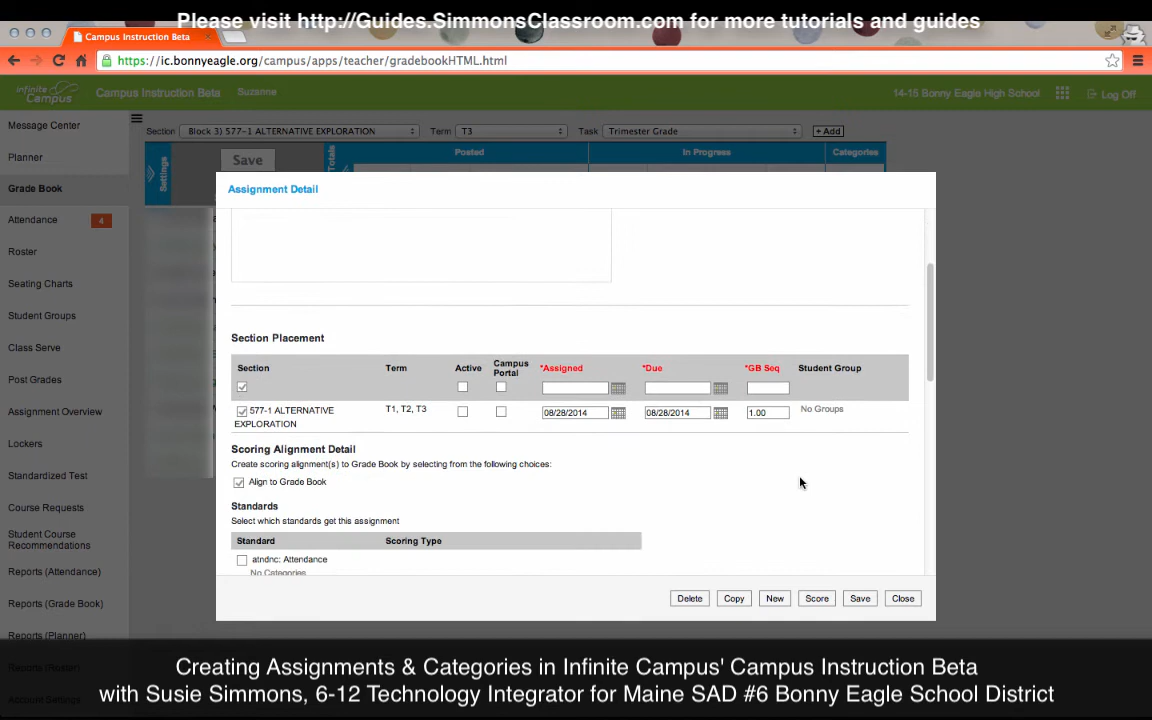 Please visit http://Guides.SimmonsClassroom.com for more tutorials and guides
Campus Instruction Beta
https://ic.bonnyeagle.org/campus/apps/teacher/gradebookHTML.html
Infinite Campus
Campus Instruction Beta
Suzanne
14-15 Bonny Eagle High School
Log Off
Message Center
Section
Block 3) 577-1 ALTERNATIVE EXPLORATION
Term
T3
Task
Trimester Grade
+Add
Planner
Settings
Save
Totals
Posted
In Progress
Categories
Grade Book
Assignment Detail
Attendance
4
Roster
Seating Charts
Student Groups
Class Serve
Post Grades
Assignment Overview
Lockers
Standardized Test
Course Requests
Student Course
Recommendations
Reports (Attendance)
Reports (Grade Book)
Reports (Planner)
Reports (Roster)
Account Settings
Section Placement
Section
Term
Active
Campus
Portal
*Assigned
*Due
*GB Seq
Student Group
577-1 ALTERNATIVE
EXPLORATION
T1, T2, T3
08/28/2014
08/28/2014
1.00
No Groups
Scoring Alignment Detail
Create scoring alignment(s) to Grade Book by selecting from the following choices:
Align to Grade Book
Standards
Select which standards get this assignment
Standard
Scoring Type
atndnc: Attendance
No Categories
Delete
Copy
New
Score
Save
Close
Creating Assignments & Categories in Infinite Campus' Campus Instruction Beta
with Susie Simmons, 6-12 Technology Integrator for Maine SAD #6 Bonny Eagle School District